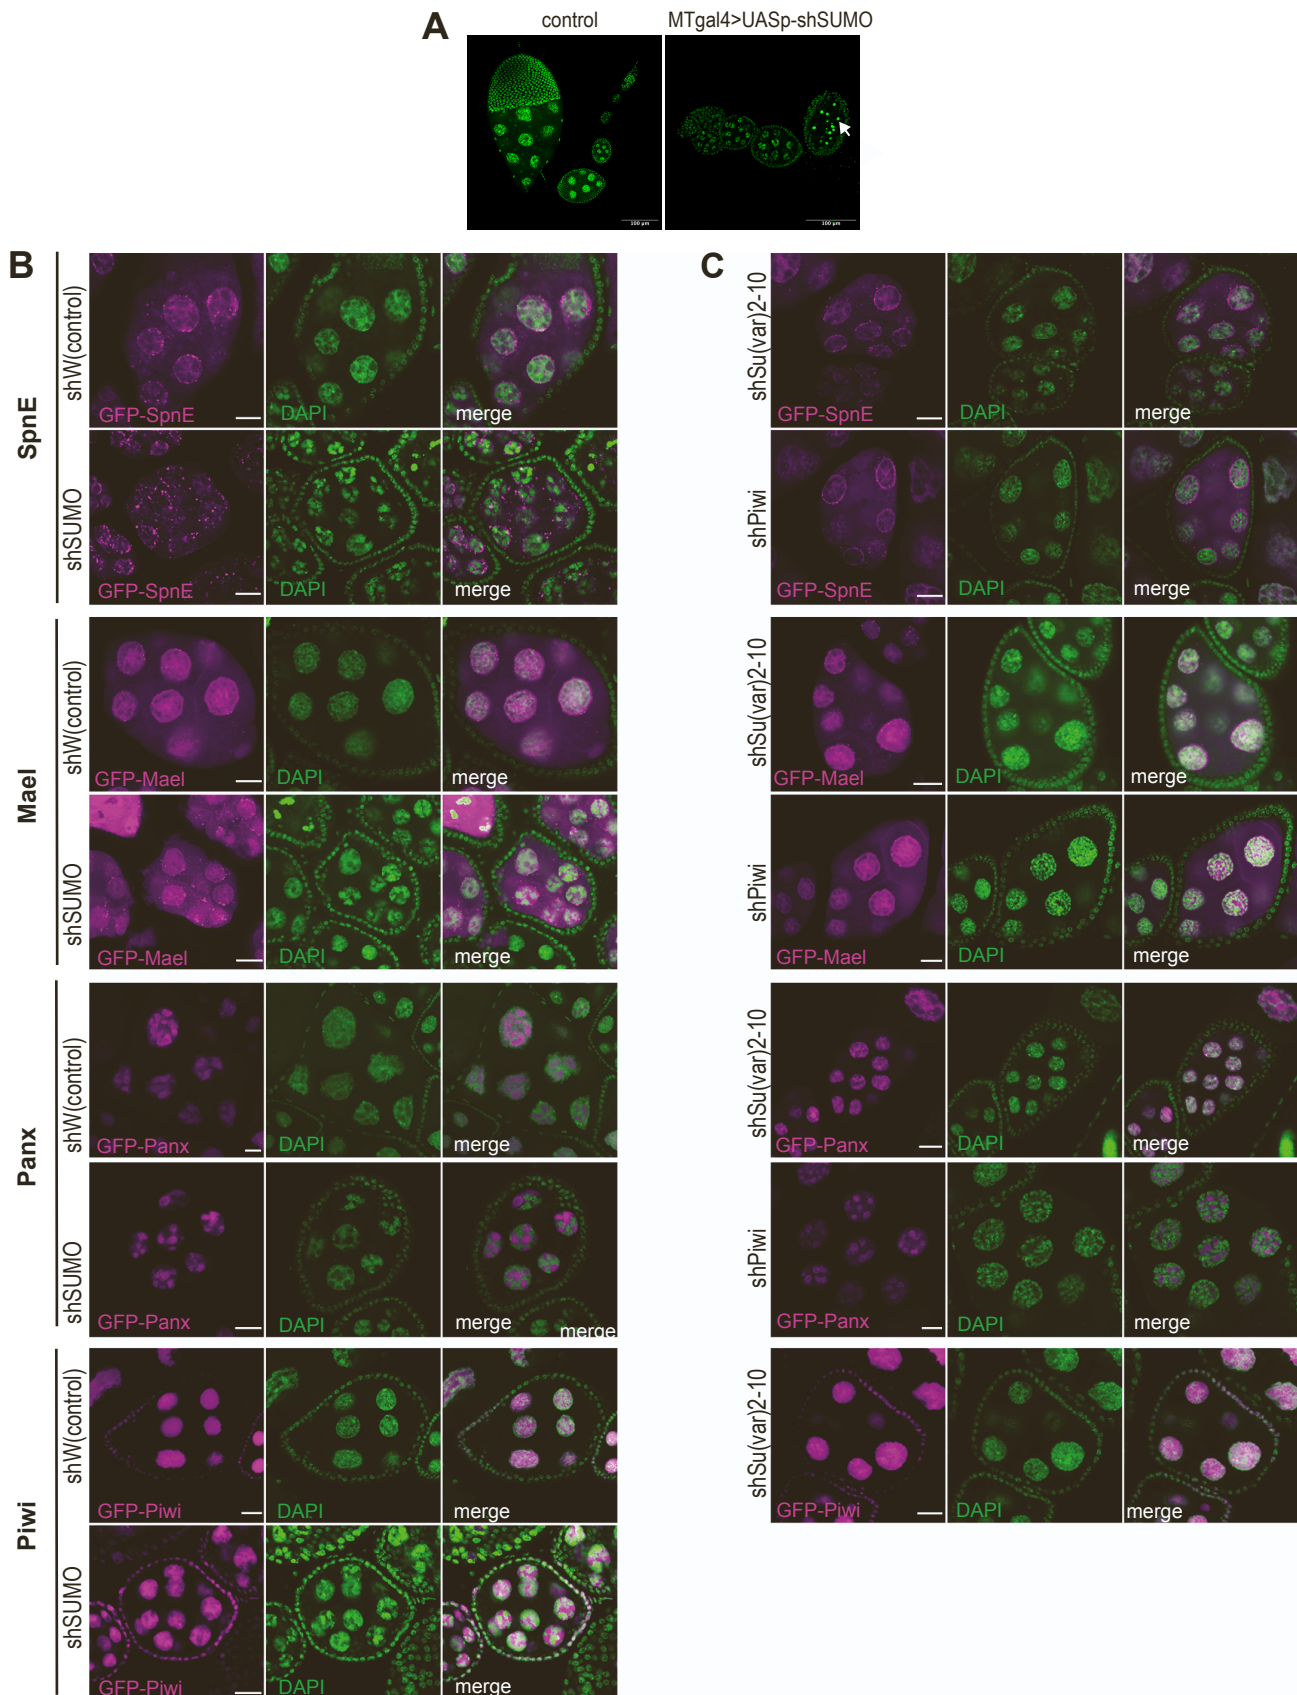 A
control
MTgal4>UASp-shSUMO
100 µm
100 µm
B
SpnE
shW(control)
GFP-SpnE
DAPI
merge
shSUMO
GFP-SpnE
DAPI
merge
Mael
shW(control)
GFP-Mael
DAPI
merge
shSUMO
GFP-Mael
DAPI
merge
Panx
shW(control)
GFP-Panx
DAPI
merge
shSUMO
GFP-Panx
DAPI
merge
merge
Piwi
shW(control)
GFP-Piwi
DAPI
merge
shSUMO
GFP-Piwi
DAPI
merge
C
shSu(var)2-10
GFP-SpnE
DAPI
merge
shPiwi
GFP-SpnE
DAPI
merge
shSu(var)2-10
GFP-Mael
DAPI
merge
shPiwi
GFP-Mael
DAPI
merge
shSu(var)2-10
GFP-Panx
DAPI
merge
shPiwi
GFP-Panx
DAPI
merge
shSu(var)2-10
GFP-Piwi
DAPI
merge